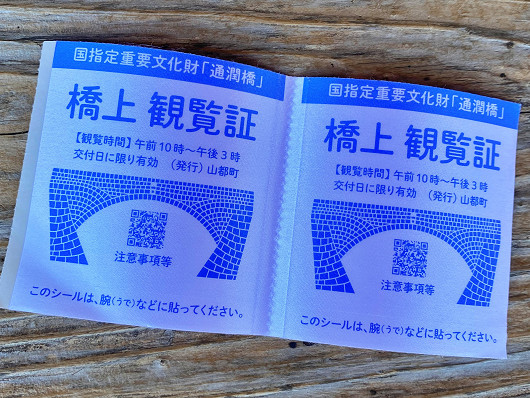 国指定重要文化財「通潤橋」
橋上 観覧証
【観覧時間】午前10時～午後3時
交付日に限り有効 (発行)山都町
注意事項等
このシールは、腕(うで)などに貼ってください。
国指定重要文化財「通潤橋」
橋上 観覧証
【観覧時間】午前10時～午後3時
交付日に限り有効 (発行)山都町
注意事項等
このシールは、腕(うで)などに貼ってください。